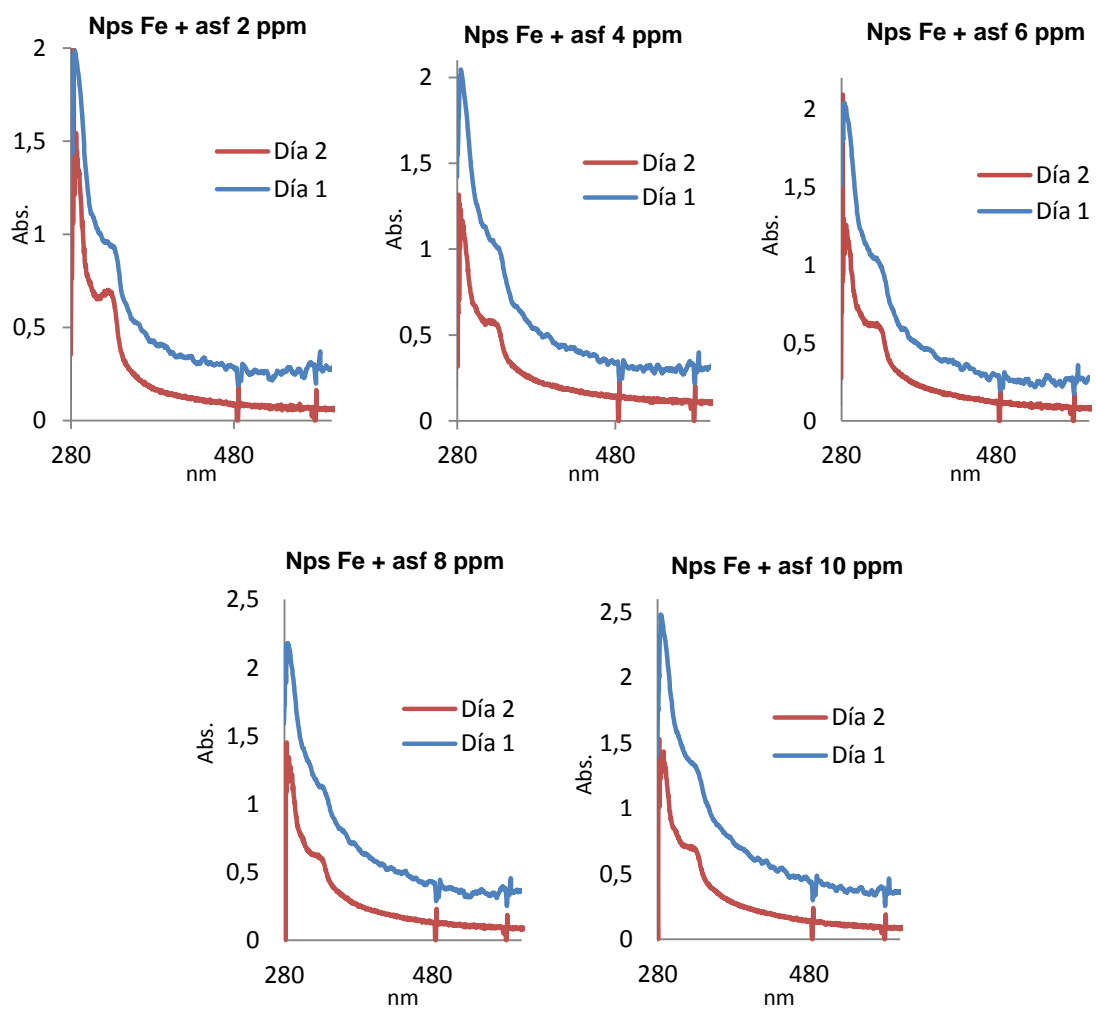 Nps Fe + asf 2 ppm
2
1,5
1
0,5
0
Abs.
Día 2
Día 1
280
480
nm
Nps Fe + asf 4 ppm
2
1,5
1
0,5
0
Abs.
Día 2
Día 1
280
480
nm
Nps Fe + asf 6 ppm
2
1,5
1
0,5
0
Abs.
Día 2
Día 1
280
480
nm
Nps Fe + asf 8 ppm
2,5
2
1,5
1
0,5
0
Abs.
Día 2
Día 1
280
480
nm
Nps Fe + asf 10 ppm
2,5
2
1,5
1
0,5
0
Abs.
Día 2
Día 1
280
480
nm